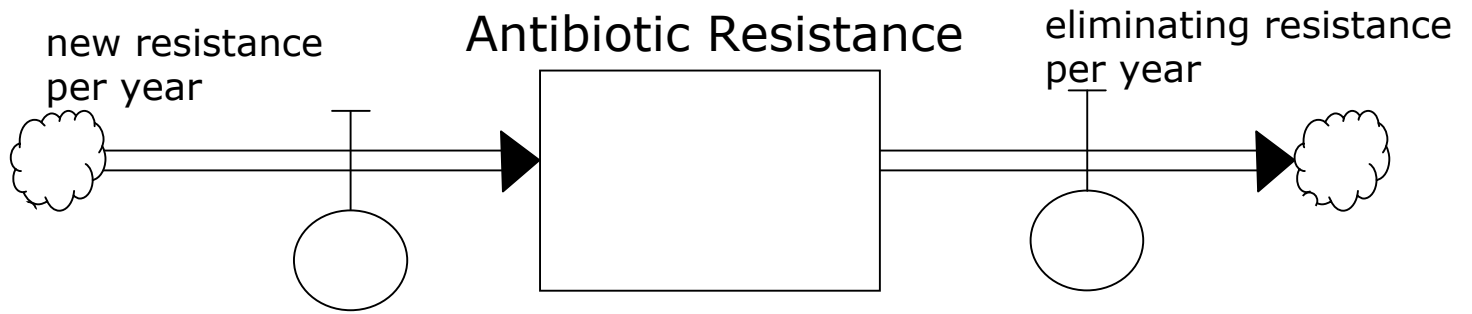 new resistance
per year
Antibiotic Resistance
eliminating resistance
per year